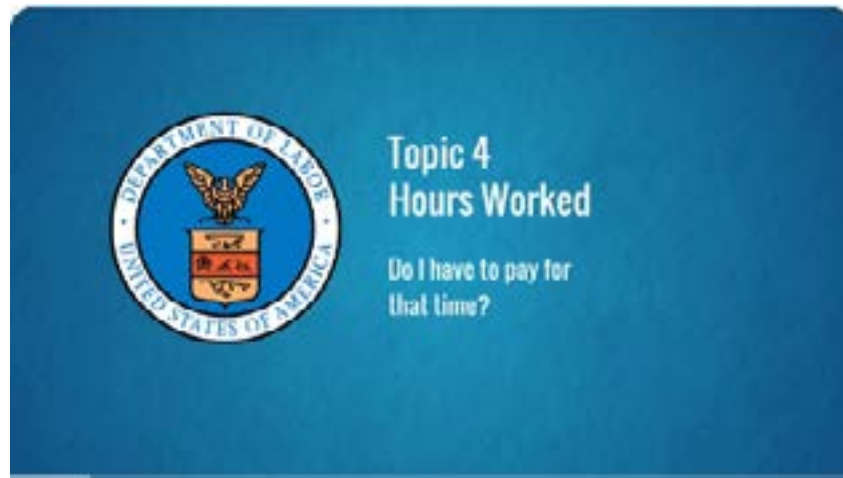 DEPARTMENT OF LABOR
UNITED STATES OF AMERICA
Topic 4
Hours Worked
Do I have to pay for
that time?